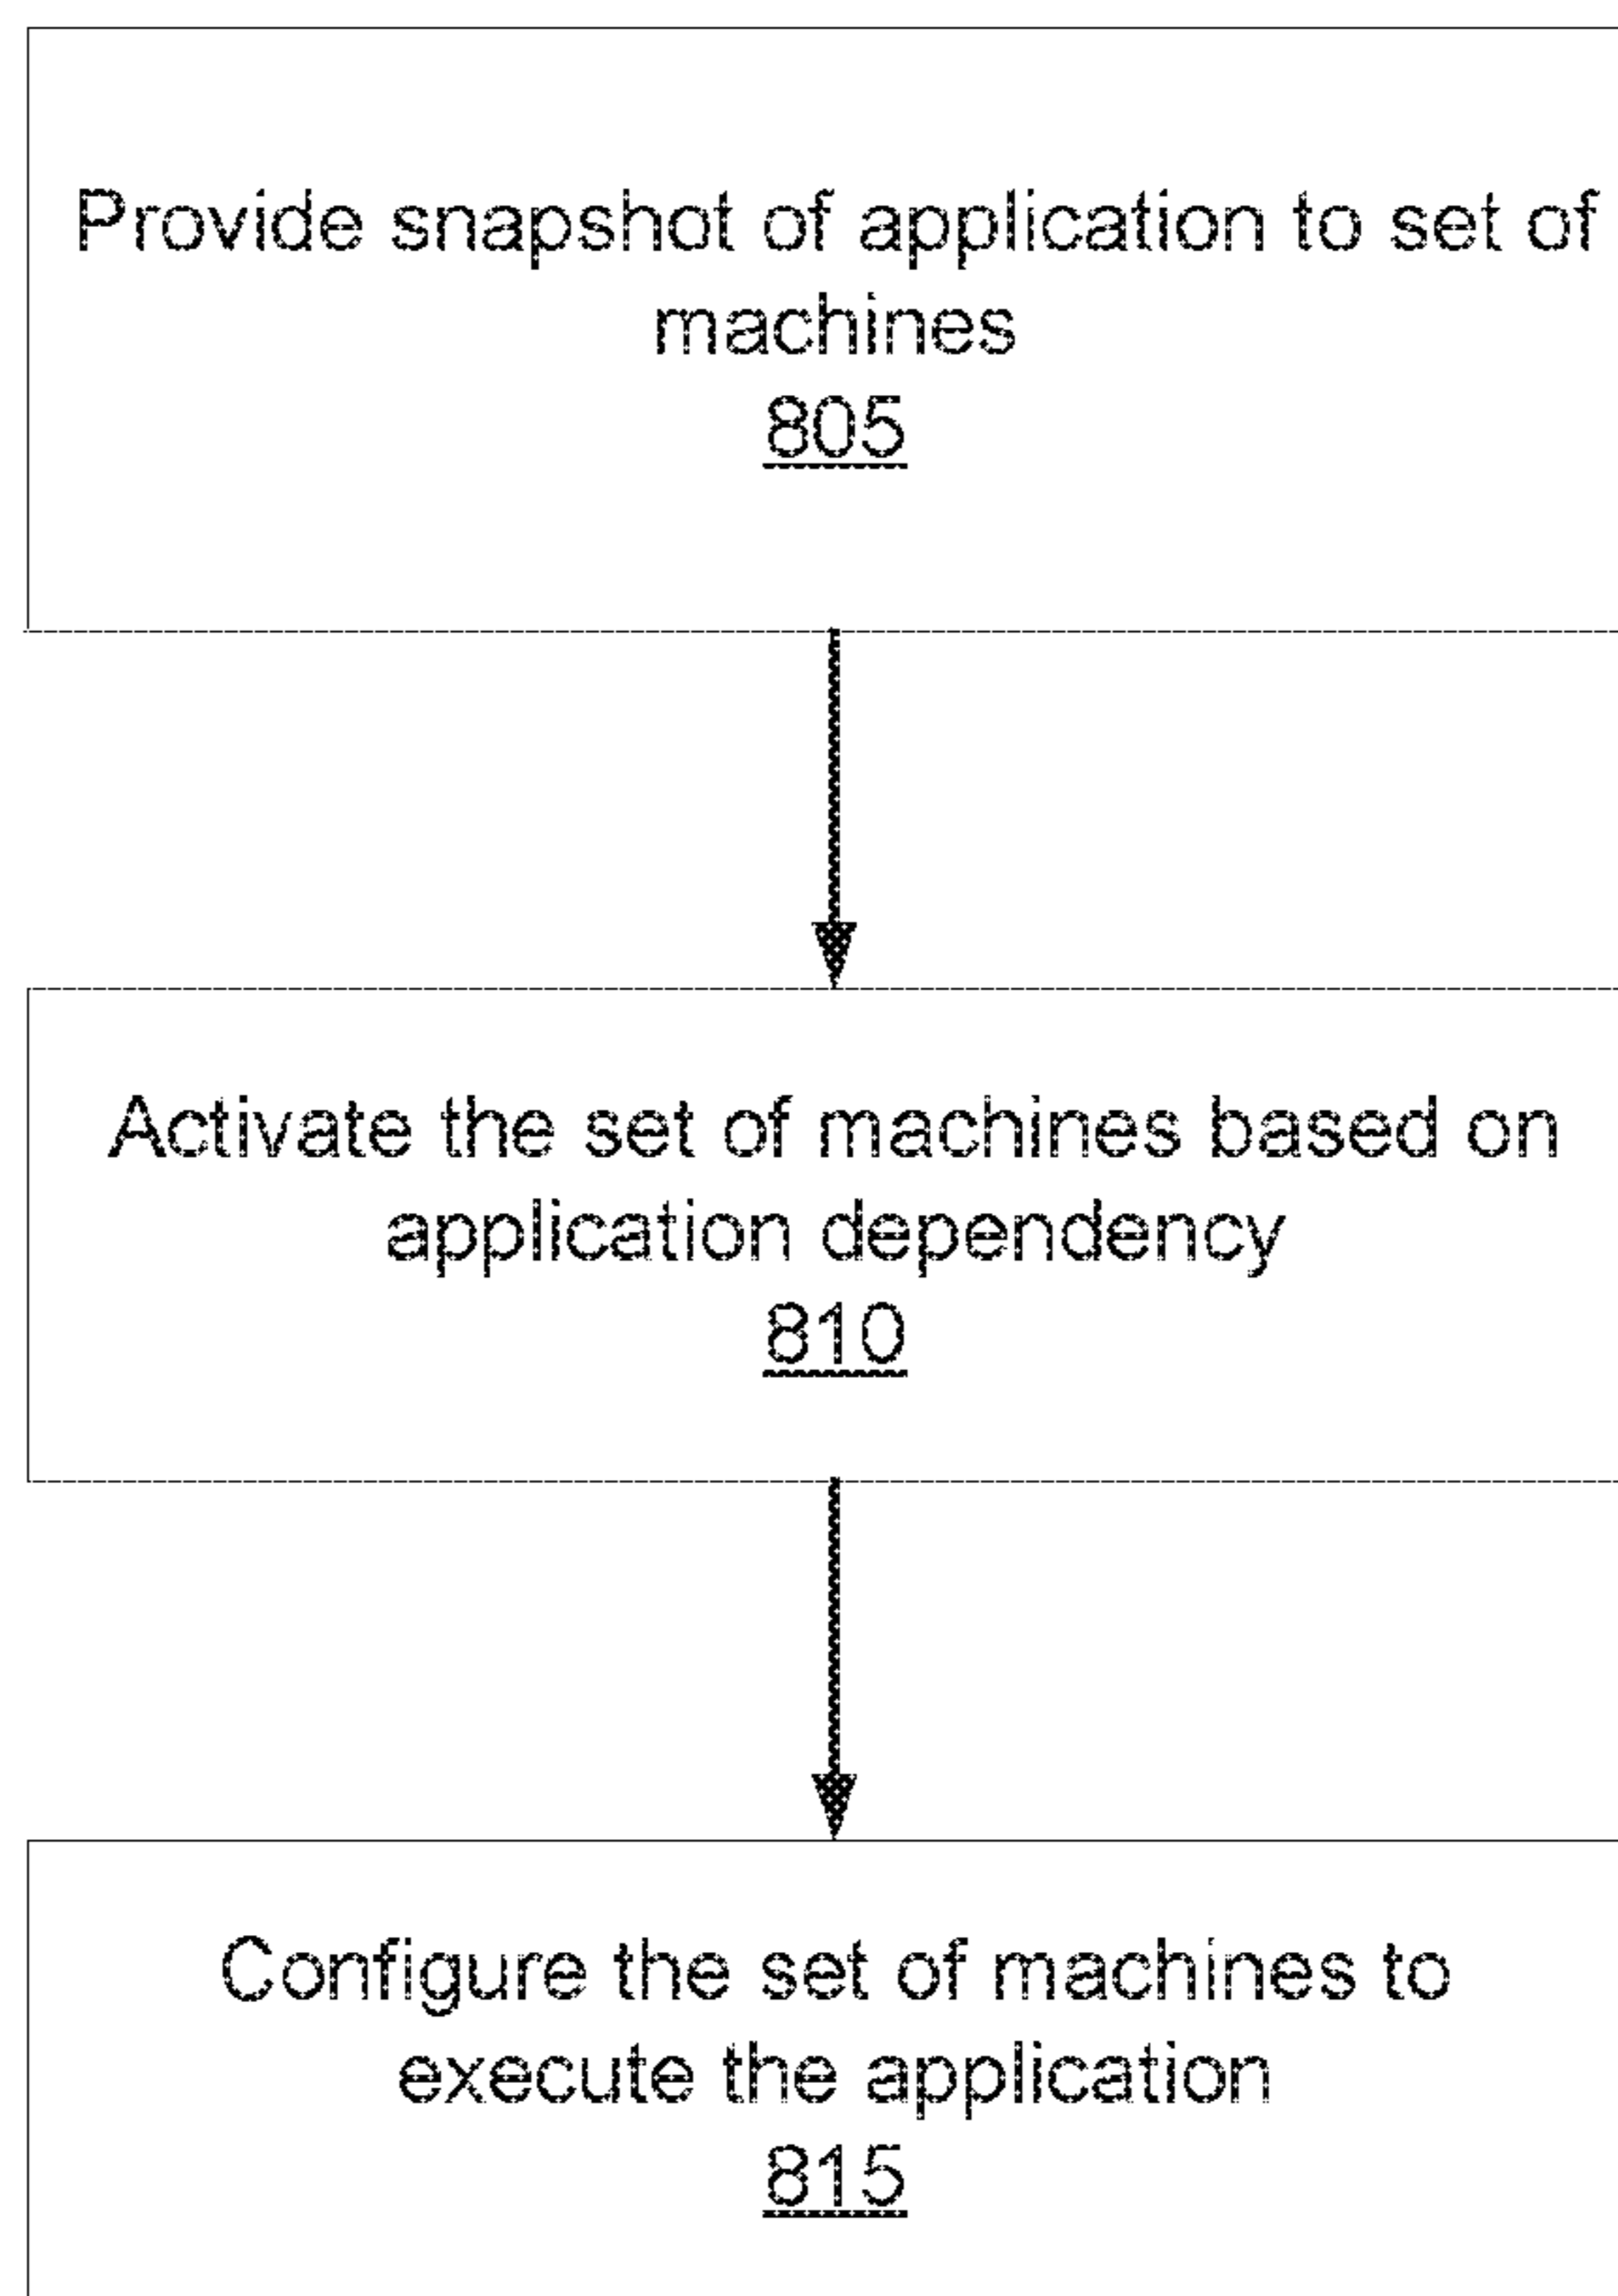 Provide snapshot of application to set of
machines
805
Activate the set of machines based on
application dependency
810
Configure the set of machines to
execute the application
815